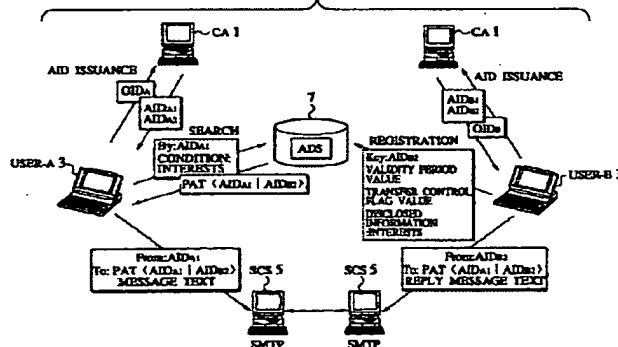 CA 1
CA 1
AID ISSUANCE
AID ISSUANCE
OIDA
AIDA1
AIDA2
AIDB1
AIDB2
OIDB
7
ADS
SEARCH
By:AIDA1
CONDITION:
INTERESTS
PAT <AIDA1 | AIDB2>
REGISTRATION
Key:AIDB2
VALIDITY PERIOD
VALUE
TRANSFER CONTROL
FLAG VALUE
DISCLOSED
INFORMATION
INTERESTS
USER-A 3
USER-B 3
From:AIDA1
To: PAT <AIDA1 | AIDB2>
MESSAGE TEXT
From:AIDB2
To: PAT <AIDA1 | AIDB2>
REPLY MESSAGE TEXT
SCS 5
SCS 5
SMTP
SMTP